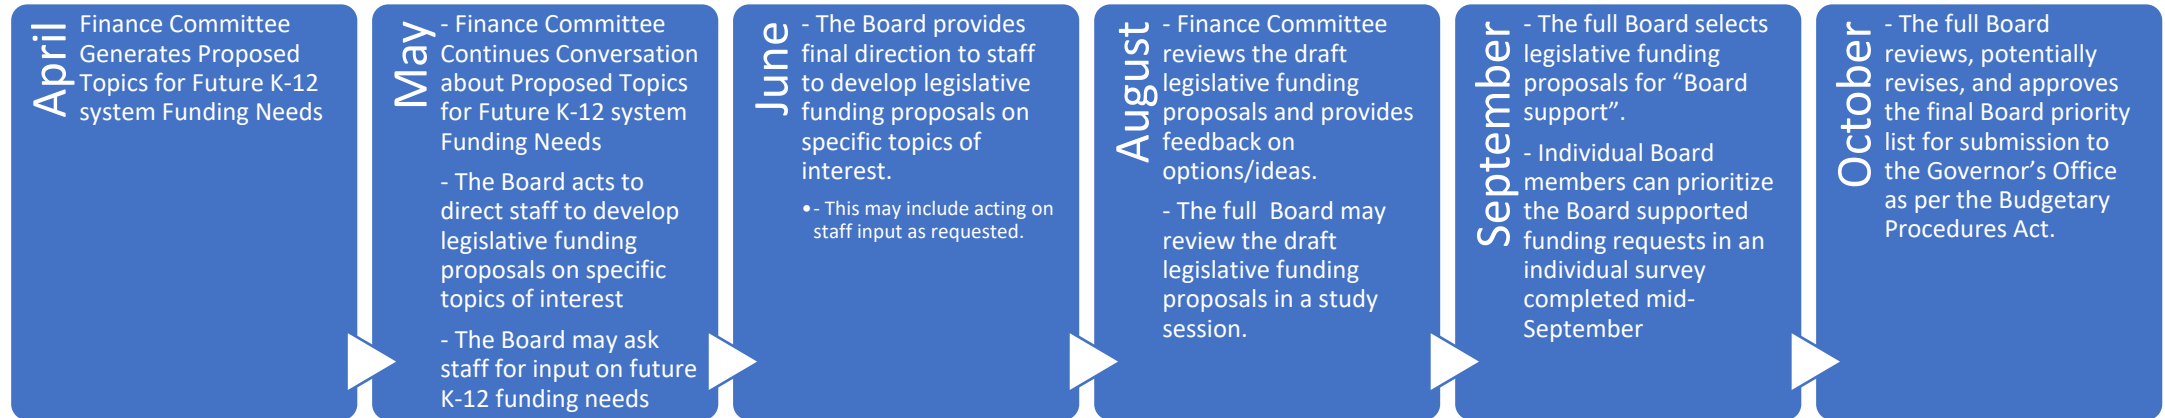 April
Finance Committee
Generates Proposed
Topics for Future K-12
system Funding Needs
May
- Finance Committee
Continues Conversation
about Proposed Topics
for Future K-12 system
Funding Needs
- The Board acts to
direct staff to develop
legislative funding
proposals on specific
topics of interest
- The Board may ask
staff for input on future
K-12 funding needs
June
- The Board provides
final direction to staff
to develop legislative
funding proposals on
specific topics of
interest.
• - This may include acting on
staff input as requested.
August
- Finance Committee
reviews the draft
legislative funding
proposals and provides
feedback on
options/ideas.
- The full  Board may
review the draft
legislative funding
proposals in a study
session.
September
- The full Board selects
legislative funding
proposals for “Board
support”.
- Individual Board
members can prioritize
the Board supported
funding requests in an
individual survey
completed mid-
September
October
- The full Board
reviews, potentially
revises, and approves
the final Board priority
list for submission to
the Governor’s Office
as per the Budgetary
Procedures Act.